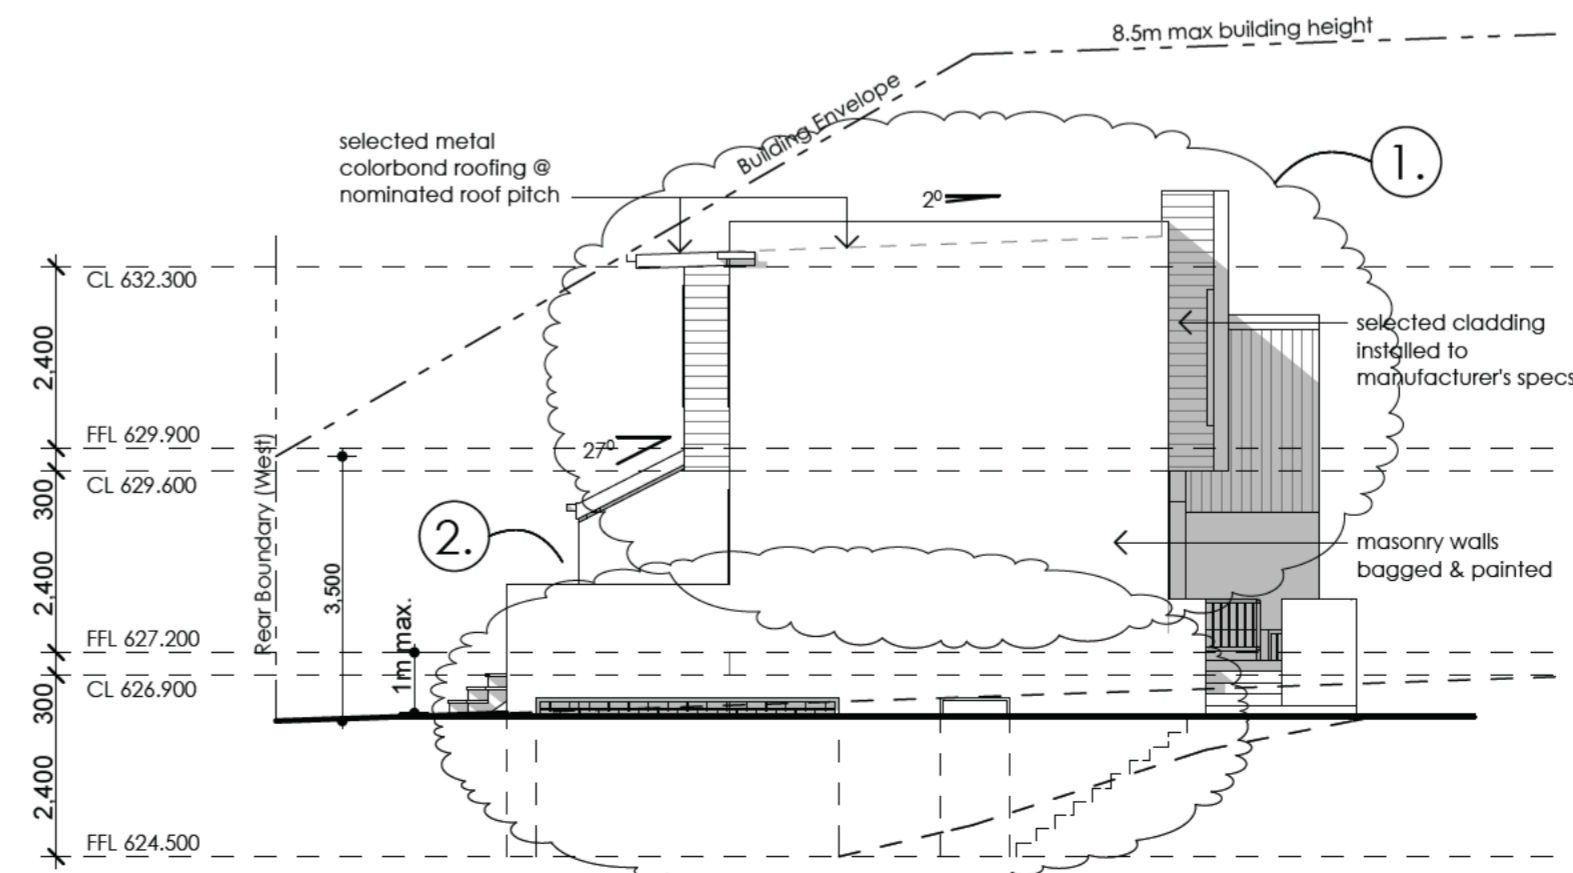 8.5m max building height
Building Envelope
selected metal
colorbond roofing @
nominated roof pitch
1.
2º
CL 632.300
2,400
selected cladding
installed to
manufacturer's specs
FFL 629.900
27º
CL 629.600
300
Rear Boundary (West)
2.
masonry walls
bagged & painted
2,400
3,500
1m max.
FFL 627.200
CL 626.900
300
2,400
FFL 624.500